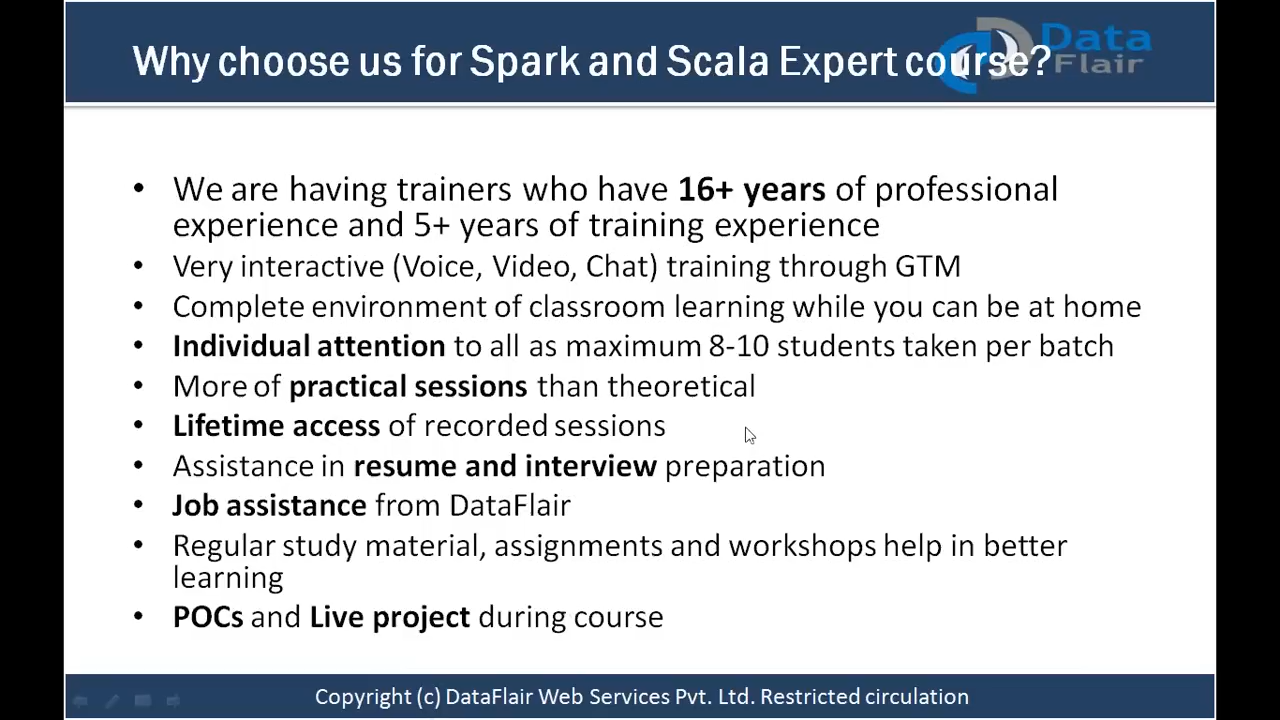 Why choose us for Spark and Scala Expert course?
Data
Flair
• We are having trainers who have 16+ years of professional
experience and 5+ years of training experience
• Very interactive (Voice, Video, Chat) training through GTM
• Complete environment of classroom learning while you can be at home
• Individual attention to all as maximum 8-10 students taken per batch
• More of practical sessions than theoretical
• Lifetime access of recorded sessions
• Assistance in resume and interview preparation
• Job assistance from DataFlair
• Regular study material, assignments and workshops help in better
learning
• POCs and Live project during course
Copyright (c) DataFlair Web Services Pvt. Ltd. Restricted circulation